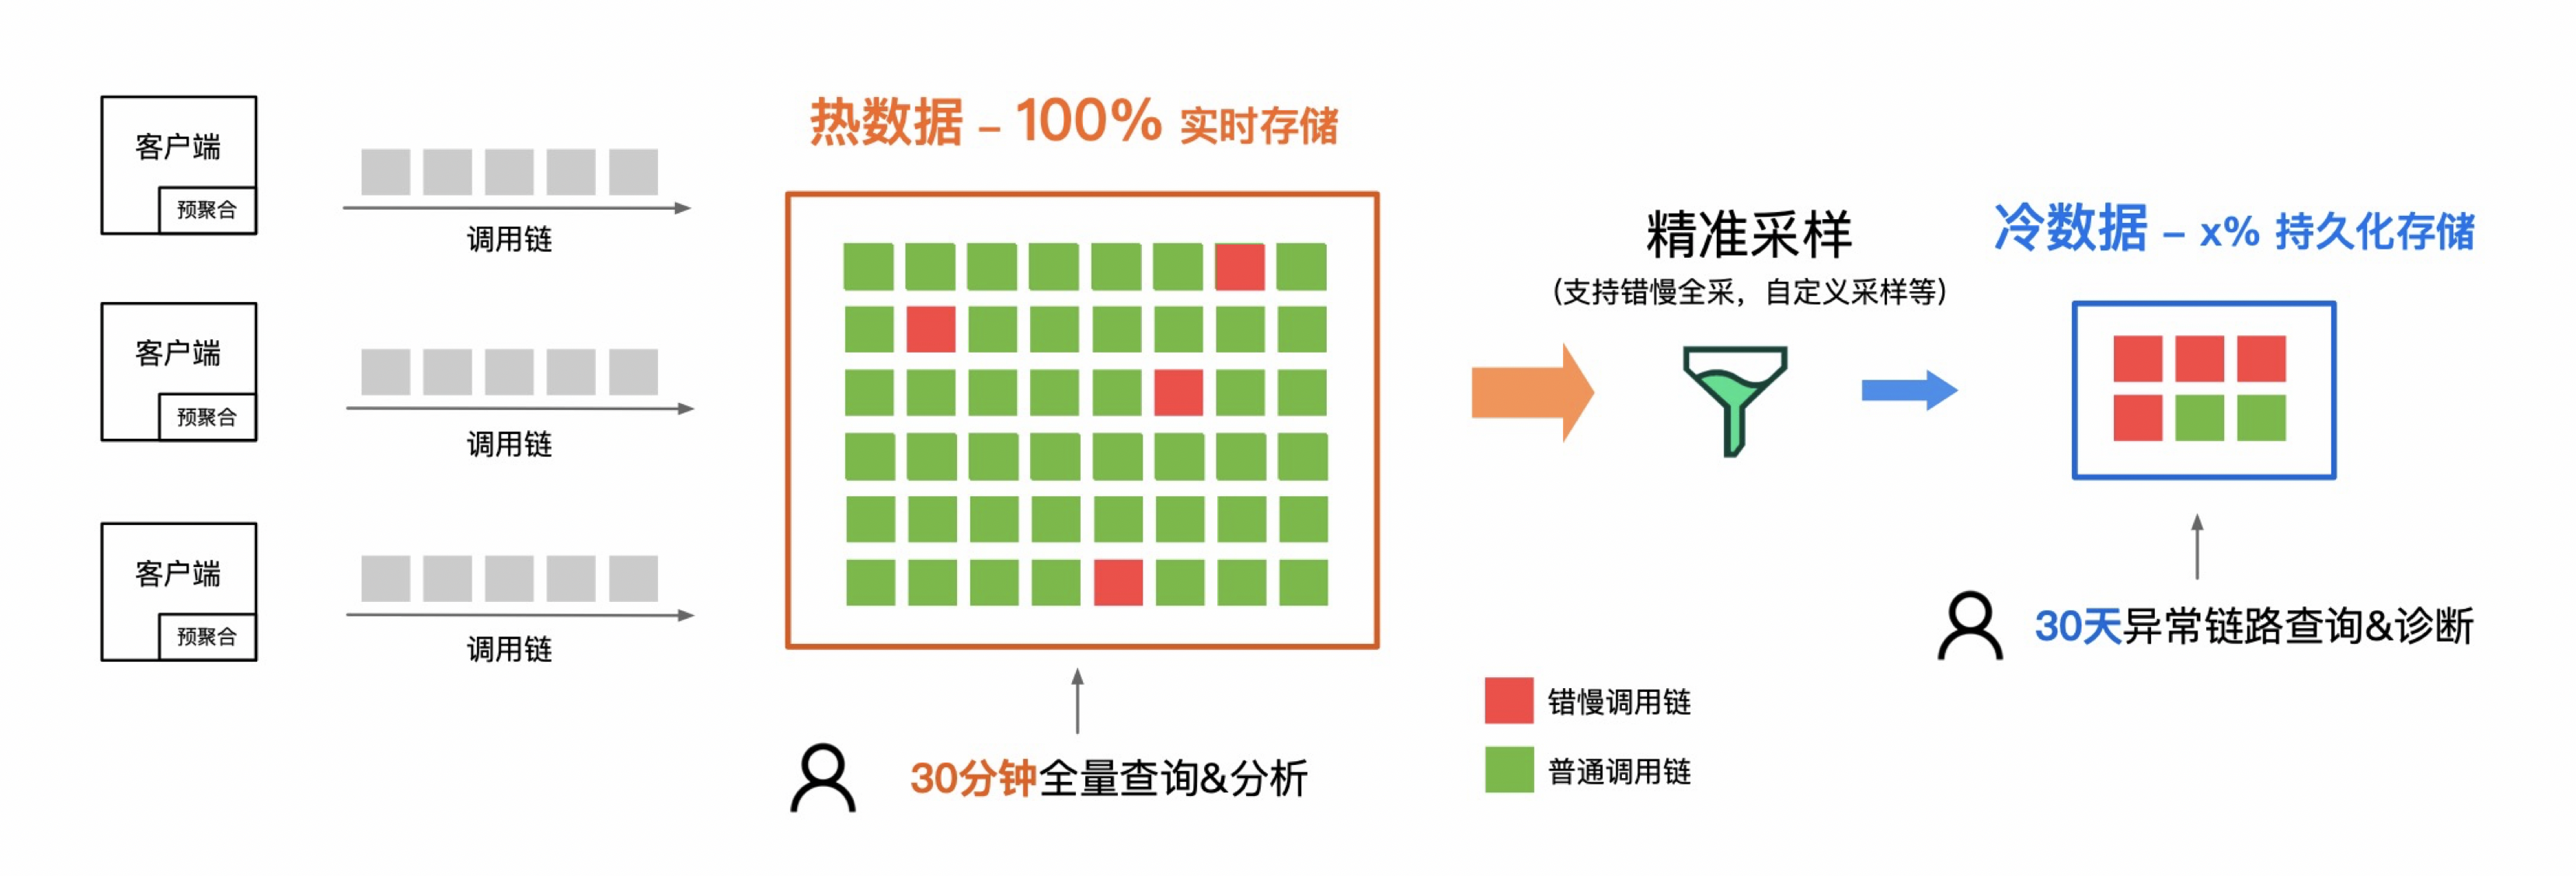 客户端
预聚合
调用链
客户端
预聚合
调用链
客户端
预聚合
调用链
热数据 – 100% 实时存储
30分钟全量查询&分析
精准采样
(支持错慢全采，自定义采样等)
错慢调用链
普通调用链
冷数据 – x% 持久化存储
30天异常链路查询&诊断